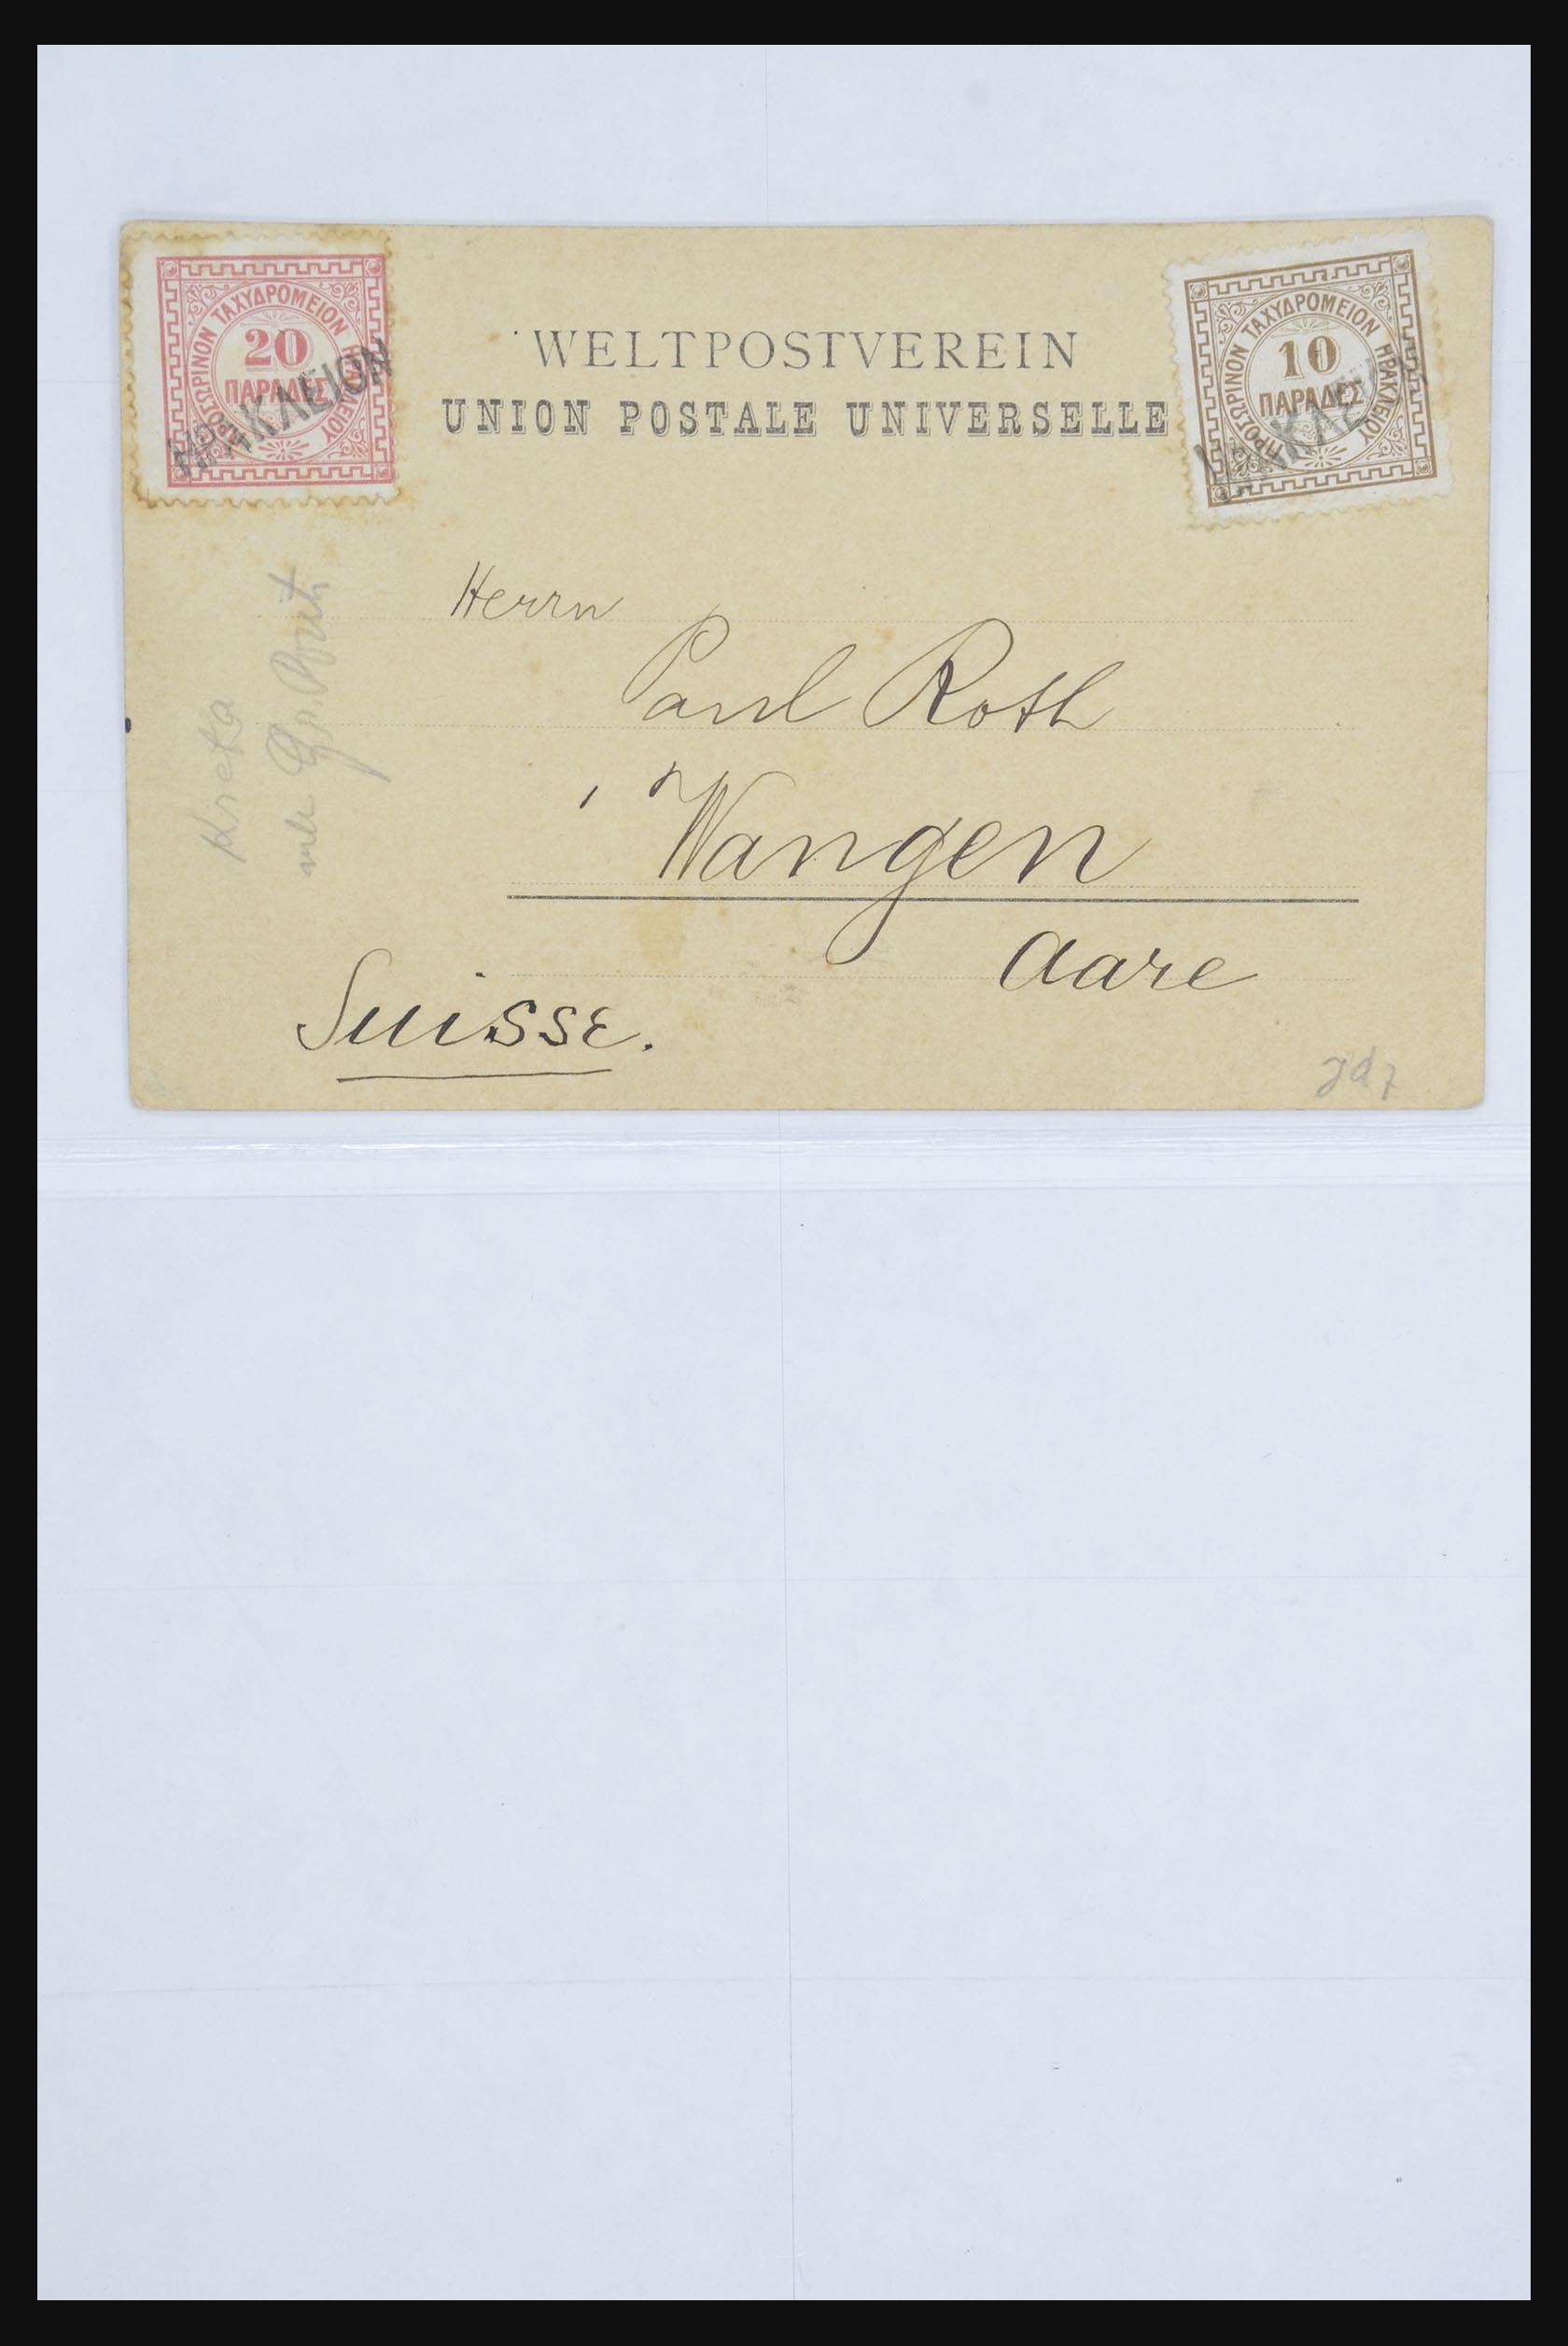 ΠΡΟΣΩΡΙΝΟΝ ΤΑΧΥΔΡΟΜΕΙΟΝ ΗΡΑΚΛΕΙΟΥ
20
ΠΑΡΑΔΕΣ
ΗΡΑΚΛΕΙΟΝ
WELTPOSTVEREIN
UNION POSTALE UNIVERSELLE
ΠΡΟΣΩΡΙΝΟΝ ΤΑΧΥΔΡΟΜΕΙΟΝ ΗΡΑΚΛΕΙΟΥ
10
ΠΑΡΑΔΕΣ
Herrn
Paul Roth
Wangen
Aare
Suisse.
Kreta